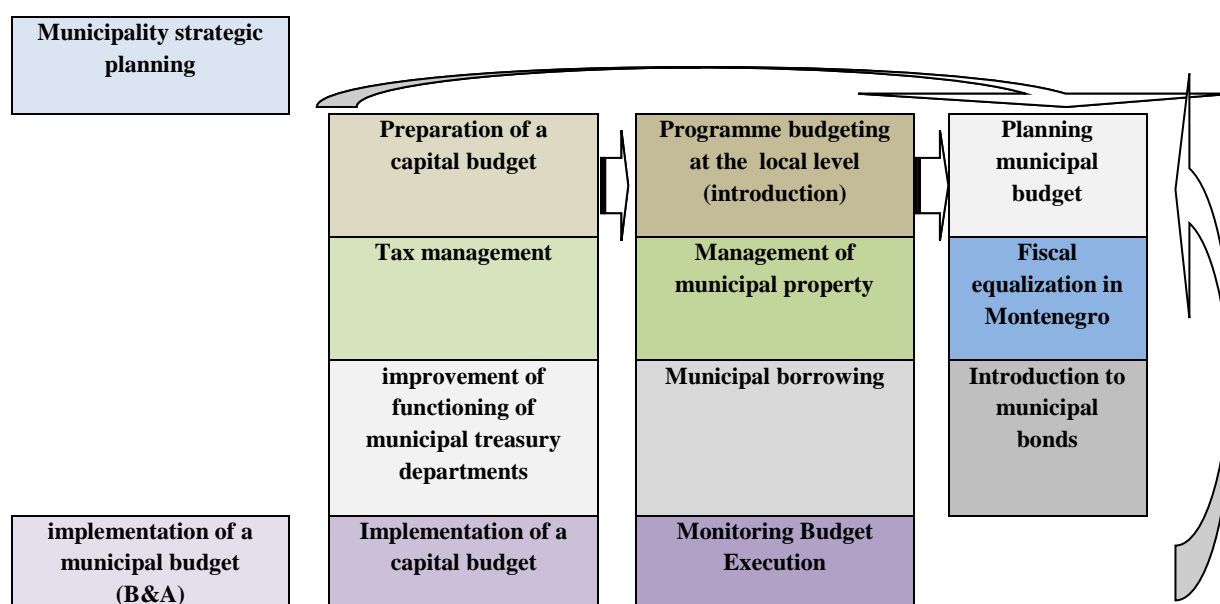 Municipality strategic
planning
Preparation of a
capital budget
Programme budgeting
at the local level
(introduction)
Planning
municipal
budget
Tax management
Management of
municipal property
Fiscal
equalization in
Montenegro
improvement of
functioning of
municipal treasury
departments
Municipal borrowing
Introduction to
municipal
bonds
implementation of a
municipal budget
(B&A)
Implementation of a
capital budget
Monitoring Budget
Execution